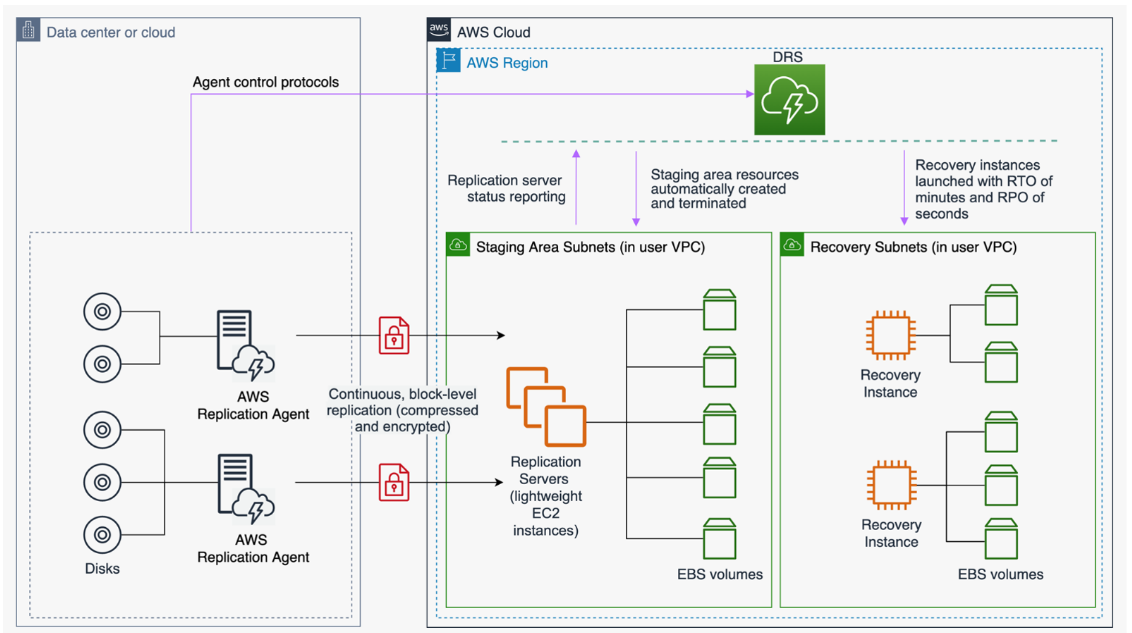 Data center or cloud
aws
AWS Cloud
AWS Region
DRS
Agent control protocols
Replication server
status reporting
Staging area resources
automatically created
and terminated
Recovery instances
launched with RTO of
minutes and RPO of
seconds
Staging Area Subnets (in user VPC)
Recovery Subnets (in user VPC)
AWS
Replication Agent
Continuous, block-level
replication (compressed
and encrypted)
Recovery
Instance
Replication
Servers
(lightweight
EC2
instances)
Recovery
Instance
AWS
Replication Agent
Disks
EBS volumes
EBS volumes